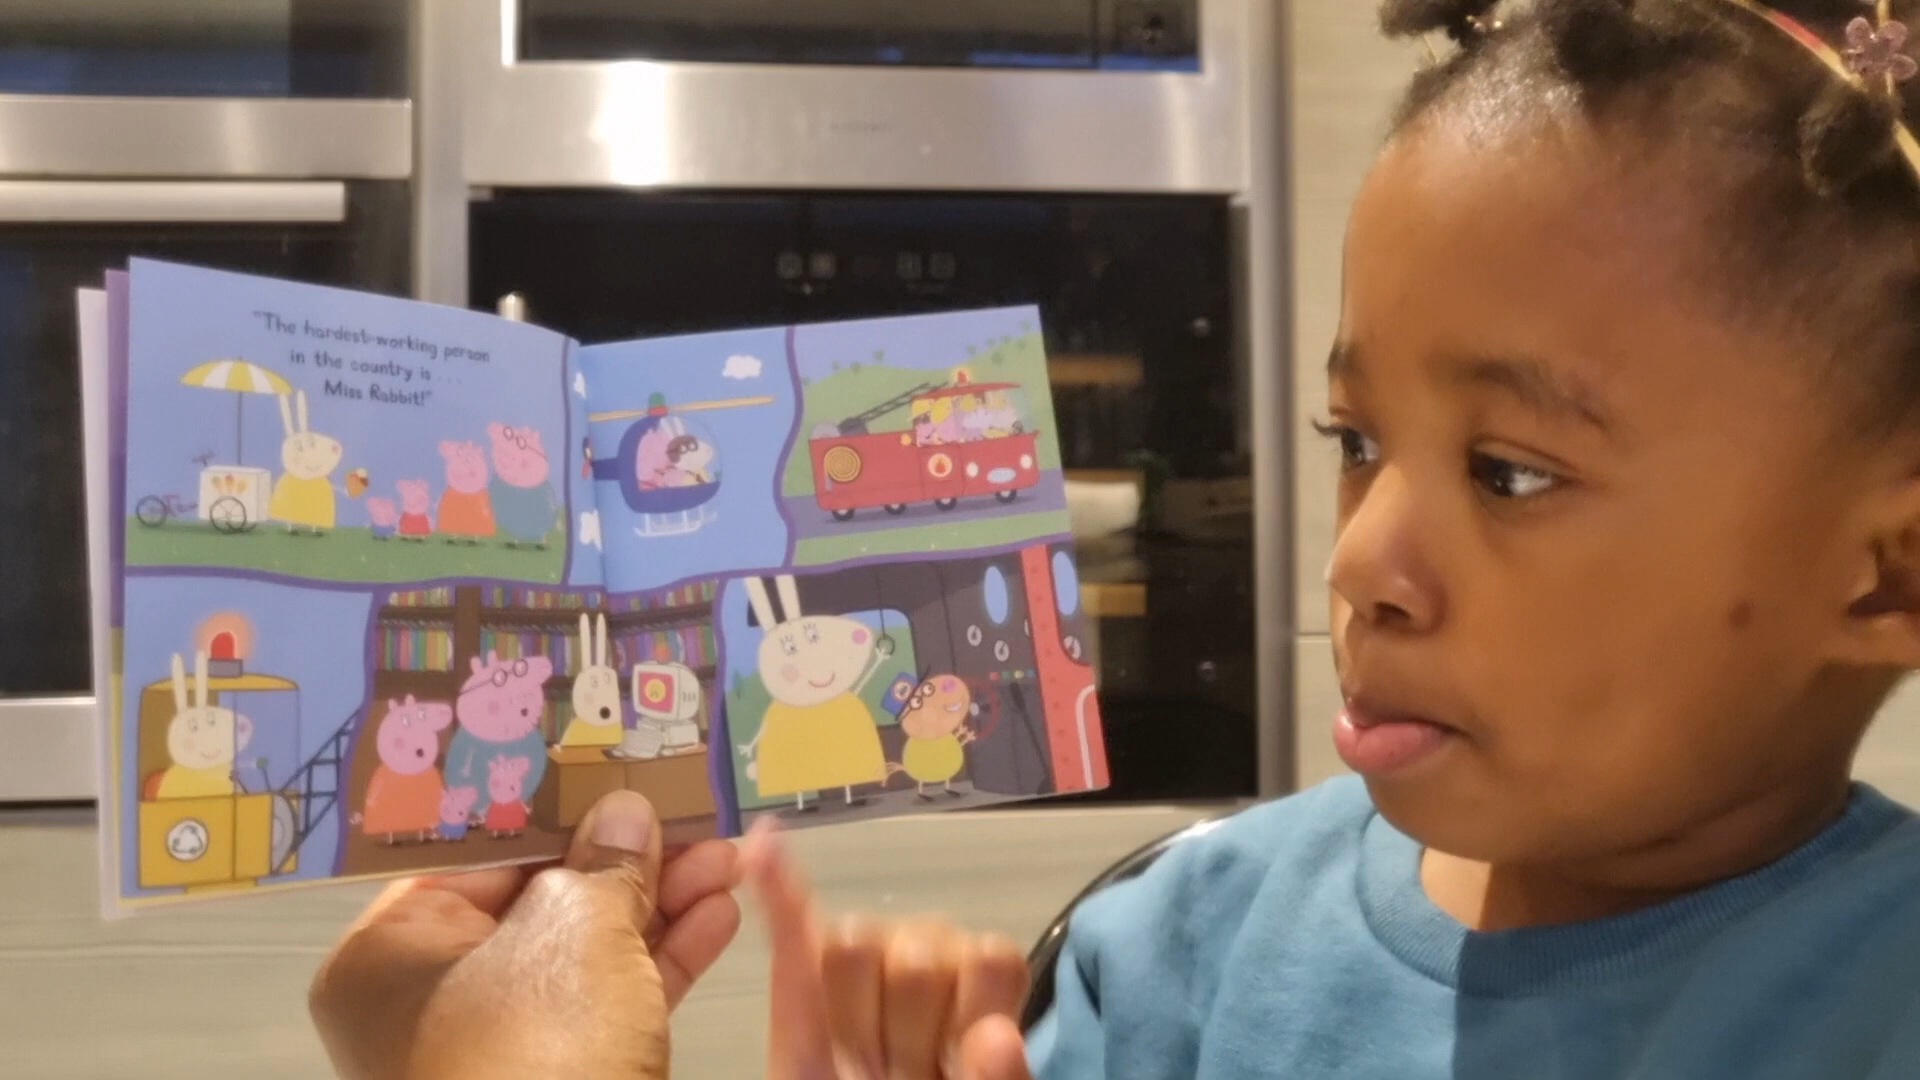 "The hardest-working person
in the country is ...
Miss Rabbit!"